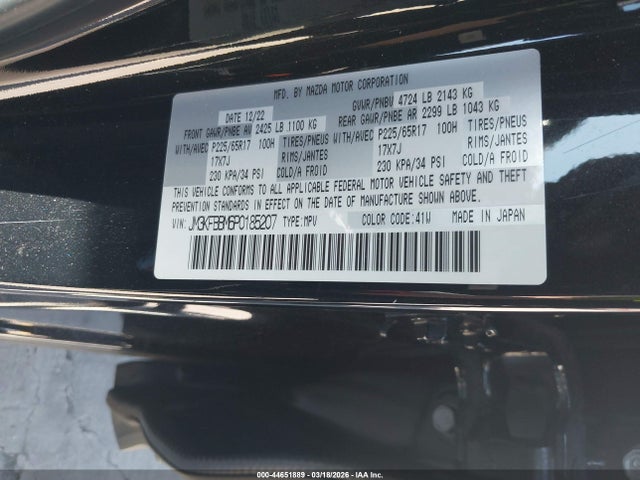 MFD. BY MAZDA MOTOR CORPORATION
DATE 12/22 GVWR/PNBV 4724 LB 2143 KG
FRONT GAWR/PNBE AV 2425 LB 1100 KG REAR GAWR/PNBE AR 2299 LB 1043 KG
WITH/AVEC P225/65R17 100H TIRES/PNEUS WITH/AVEC P225/65R17 100H TIRES/PNEUS
17X7J RIMS/JANTES 17X7J RIMS/JANTES
230 KPA/34 PSI COLD/A FROID 230 KPA/34 PSI COLD/A FROID
THIS VEHICLE CONFORMS TO ALL APPLICABLE FEDERAL MOTOR VEHICLE SAFETY AND THEFT
PREVENTION STANDARDS IN EFFECT ON THE DATE OF MANUFACTURE SHOWN ABOVE.
VIN: JM3KFBBM6P0185207 TYPE:MPV COLOR CODE:41W MADE IN JAPAN
000-44651889 | 03/18/2026 - IAA Inc.